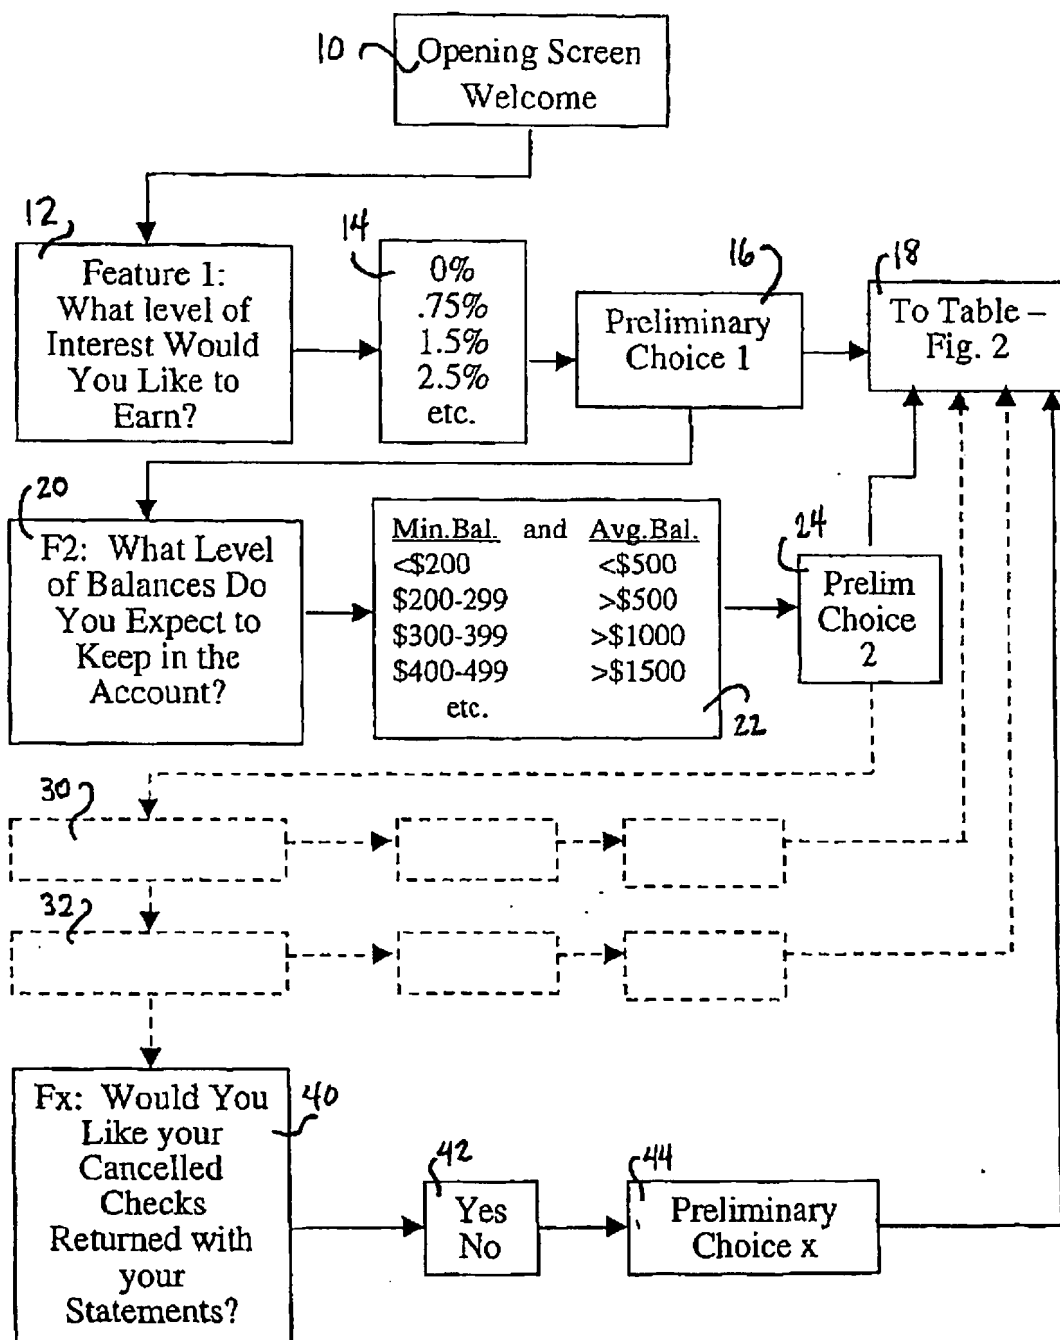 10
Opening Screen
Welcome
12
Feature 1:
What level of
Interest Would
You Like to
Earn?
14
0%
.75%
1.5%
2.5%
etc.
16
Preliminary
Choice 1
18
To Table –
Fig. 2
20
F2: What Level
of Balances Do
You Expect to
Keep in the
Account?
Min.Bal. and Avg.Bal.
<$200 <$500
$200-299 >$500
$300-399 >$1000
$400-499 >$1500
etc.
22
24
Prelim
Choice
2
30
32
Fx: Would You
Like your
Cancelled
Checks
Returned with
your
Statements?
40
42
Yes
No
44
Preliminary
Choice x